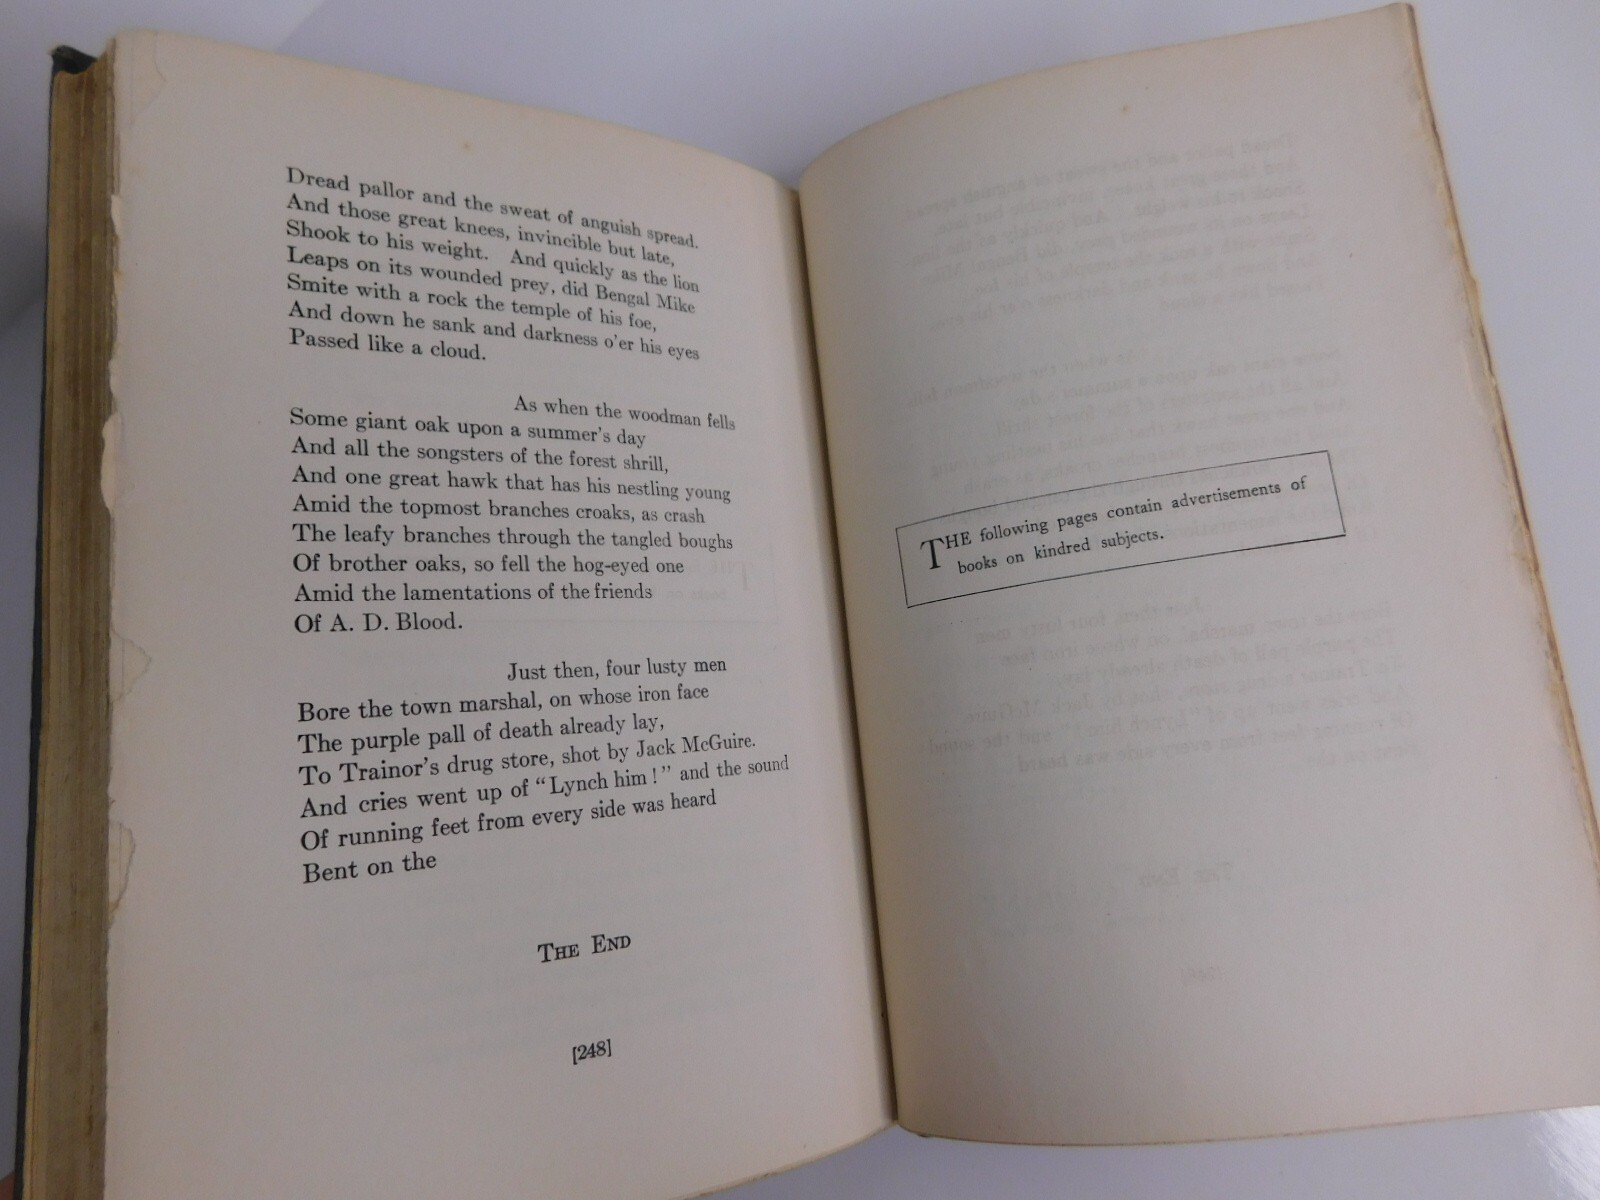 Dread pallor and the sweat of anguish spread.
And those great knees, invincible but late,
Shook to his weight. And quickly as the lion
Leaps on its wounded prey, did Bengal Mike
Smite with a rock the temple of his foe,
And down he sank and darkness o'er his eyes
Passed like a cloud.
As when the woodman fells
Some giant oak upon a summer's day
And all the songsters of the forest shrill,
And one great hawk that has his nestling young
Amid the topmost branches croaks, as crash
The leafy branches through the tangled boughs
Of brother oaks, so fell the hog-eyed one
Amid the lamentations of the friends
Of A. D. Blood.
Just then, four lusty men
Bore the town marshal, on whose iron face
The purple pall of death already lay,
To Trainor's drug store, shot by Jack McGuire.
And cries went up of "Lynch him!" and the sound
Of running feet from every side was heard
Bent on the
THE END
[248]
THE following pages contain advertisements of
books on kindred subjects.